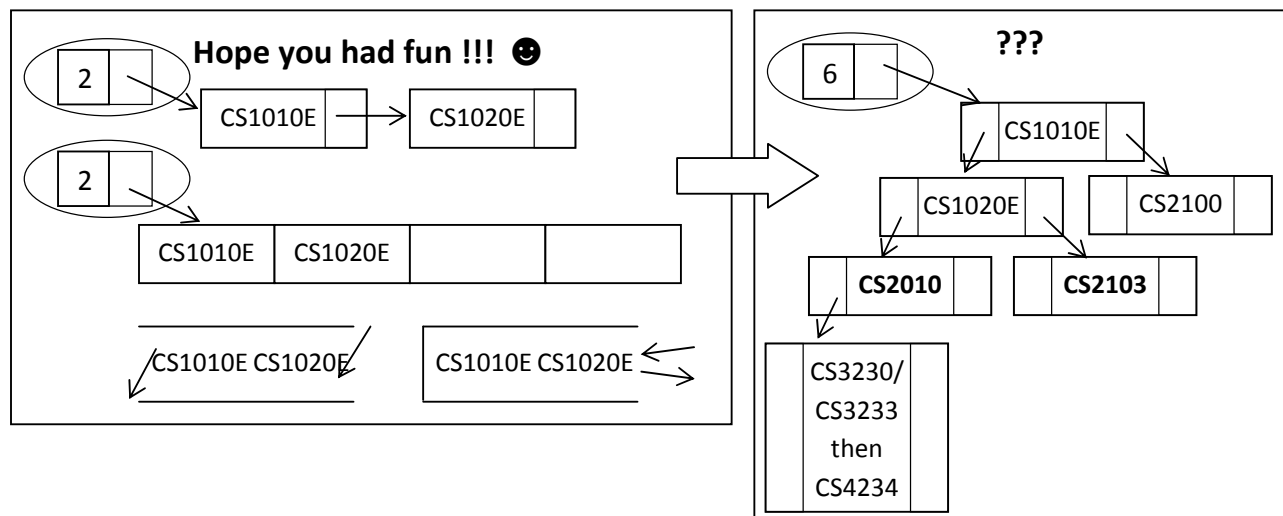 Hope you had fun !!! ☻
2
CS1010E CS1020E
2
CS1010E CS1020E
CS1010E CS1020E CS1010E CS1020E
???
6
CS1010E
CS1020E CS2100
CS2010 CS2103
CS3230/
CS3233
then
CS4234